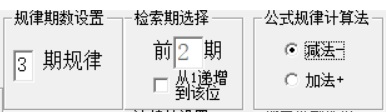 规律期数设置 检索期选择 公式规律计算法
3 期规律 前 2 期 减法-
从1递增
到该位 加法+